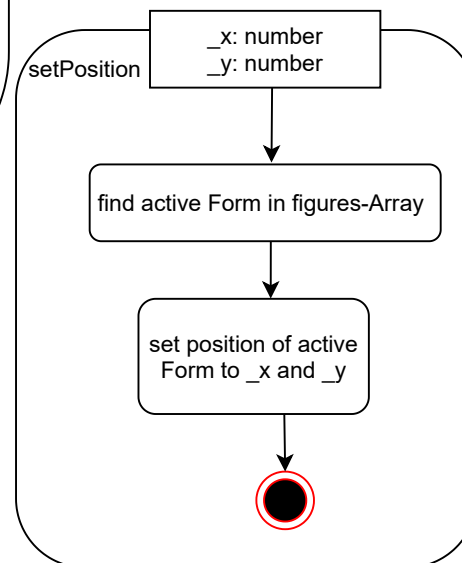 _x: number
_y: number
setPosition
find active Form in figures-Array
set position of active
Form to _x and _y